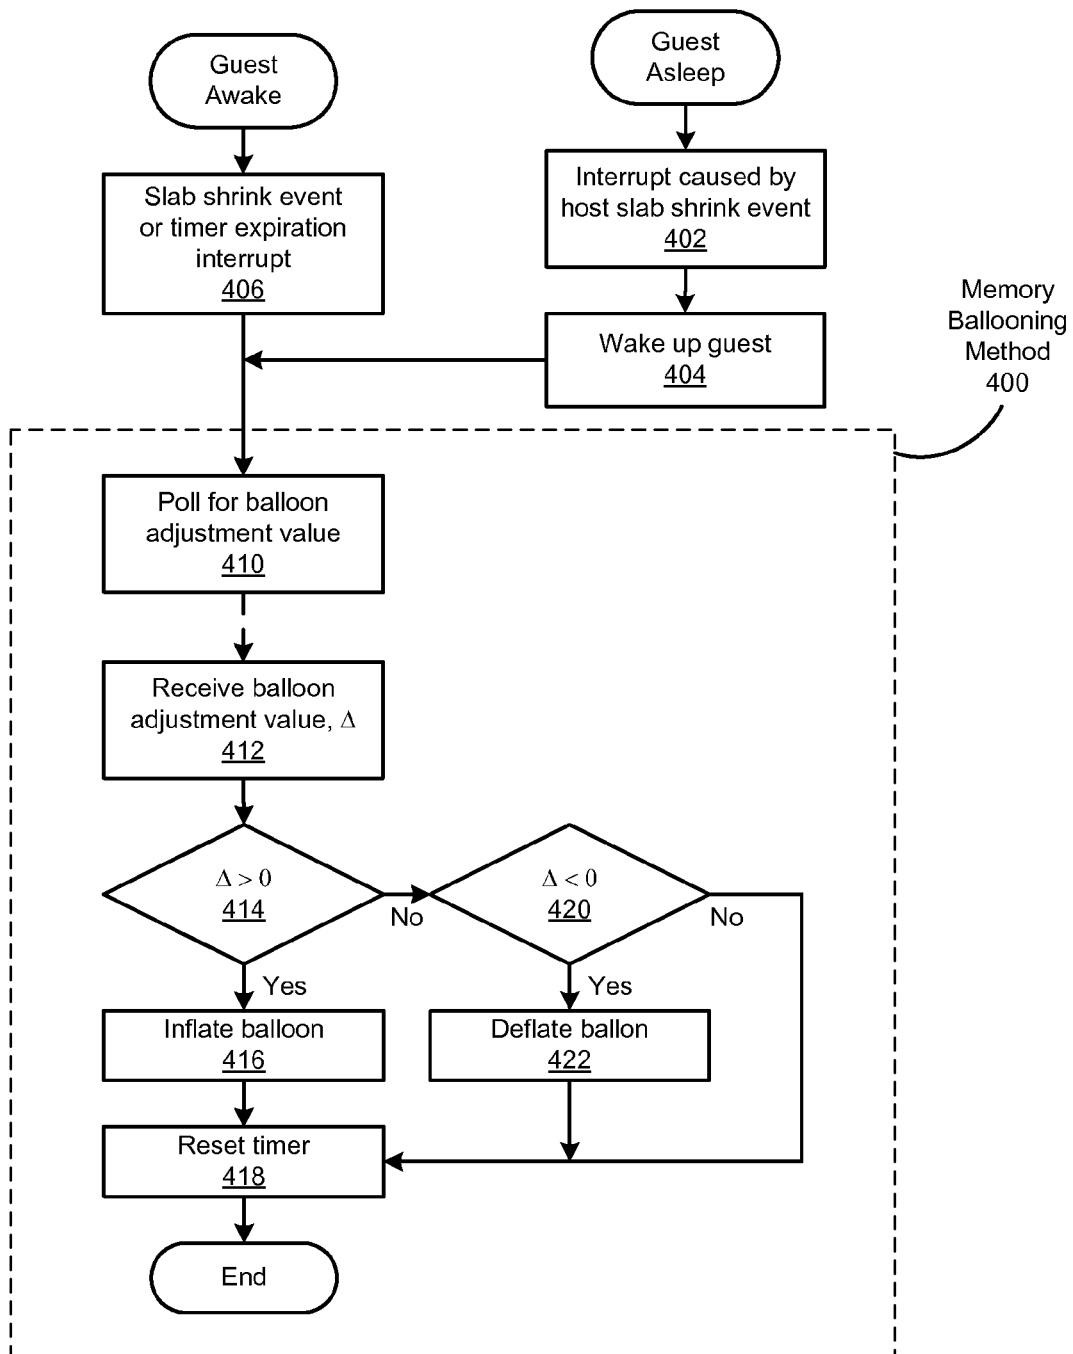 Guest
Awake
Guest
Asleep
Slab shrink event
or timer expiration
interrupt
406
Interrupt caused by
host slab shrink event
402
Wake up guest
404
Memory
Ballooning
Method
400
Poll for balloon
adjustment value
410
Receive balloon
adjustment value, Δ
412
Δ > 0
414
No
Δ < 0
420
No
Yes
Yes
Inflate balloon
416
Deflate ballon
422
Reset timer
418
End